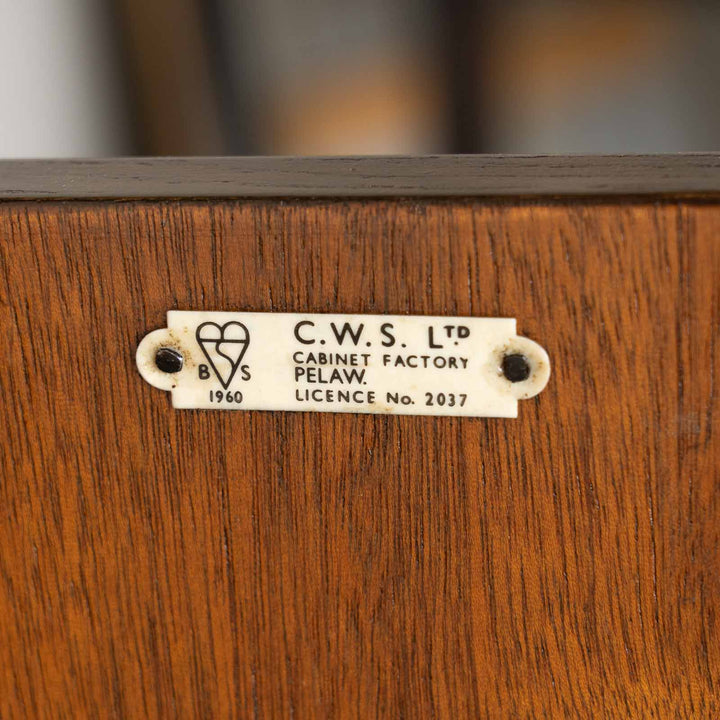 B S
1960
C.W.S. LTD.
CABINET FACTORY
PELAW.
LICENCE No. 2037